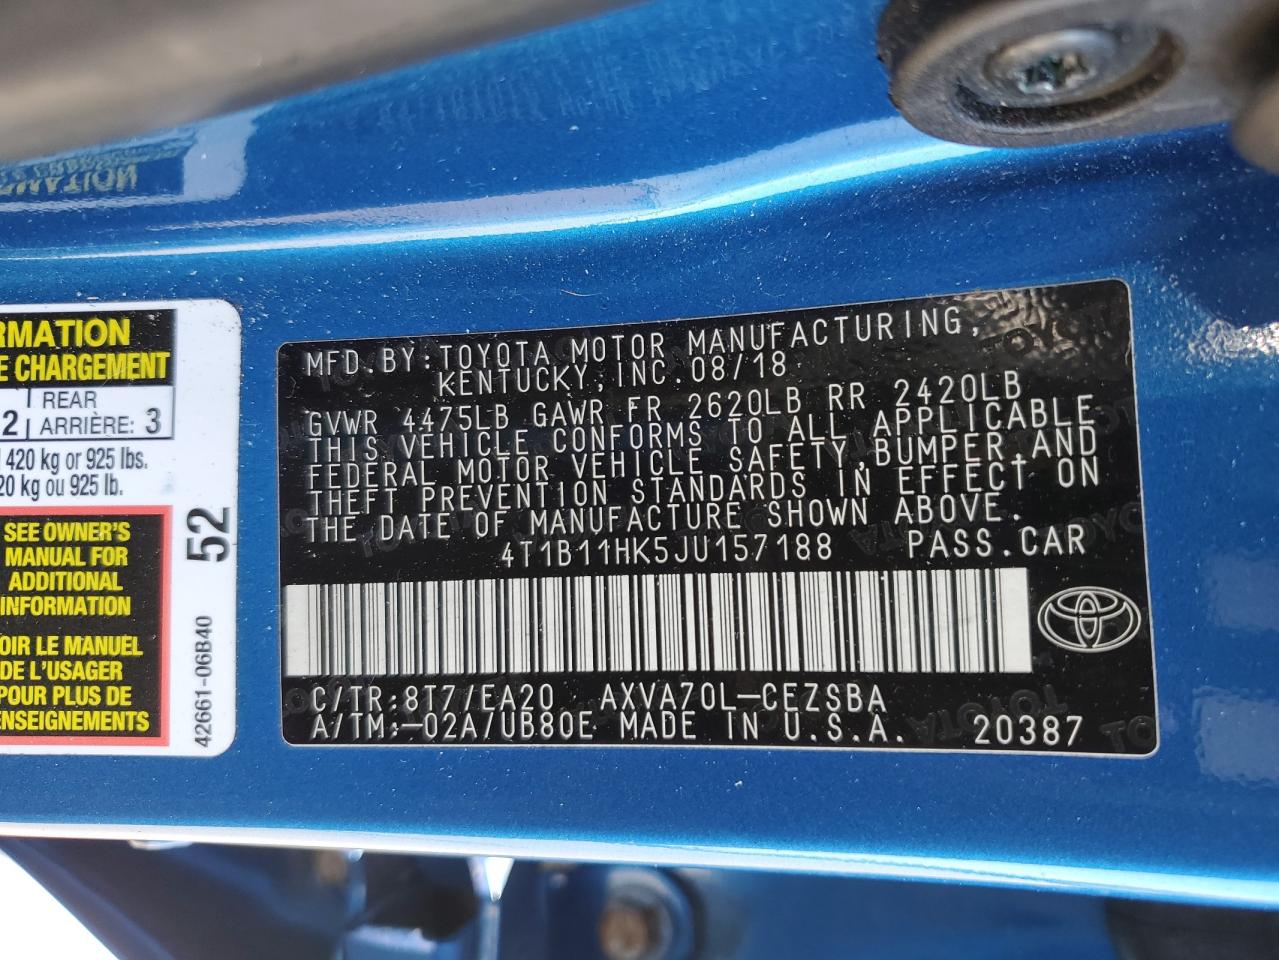 RMATION
E CHARGEMENT
2 REAR
ARRIÈRE: 3
420 kg or 925 lbs.
20 kg ou 925 lb.
SEE OWNER'S
MANUAL FOR
ADDITIONAL
INFORMATION
OIR LE MANUEL
DE L'USAGER
POUR PLUS DE
ENSEIGNEMENTS
52
42661-06B40
MFD.BY:TOYOTA MOTOR MANUFACTURING,
KENTUCKY,INC.08/18
GVWR 4475LB GAWR FR 2620LB RR 2420LB
THIS VEHICLE CONFORMS TO ALL APPLICABLE
FEDERAL MOTOR VEHICLE SAFETY,BUMPER,AND
THEFT PREVENTION STANDARDS IN EFFECT ON
THE DATE OF MANUFACTURE SHOWN ABOVE.
4T1B11HK5JU157188 PASS.CAR
C/TR:8T7/EA20 AXVA70L-CEZSBA
A/TM:-02A/UB80E MADE IN U.S.A. 20387